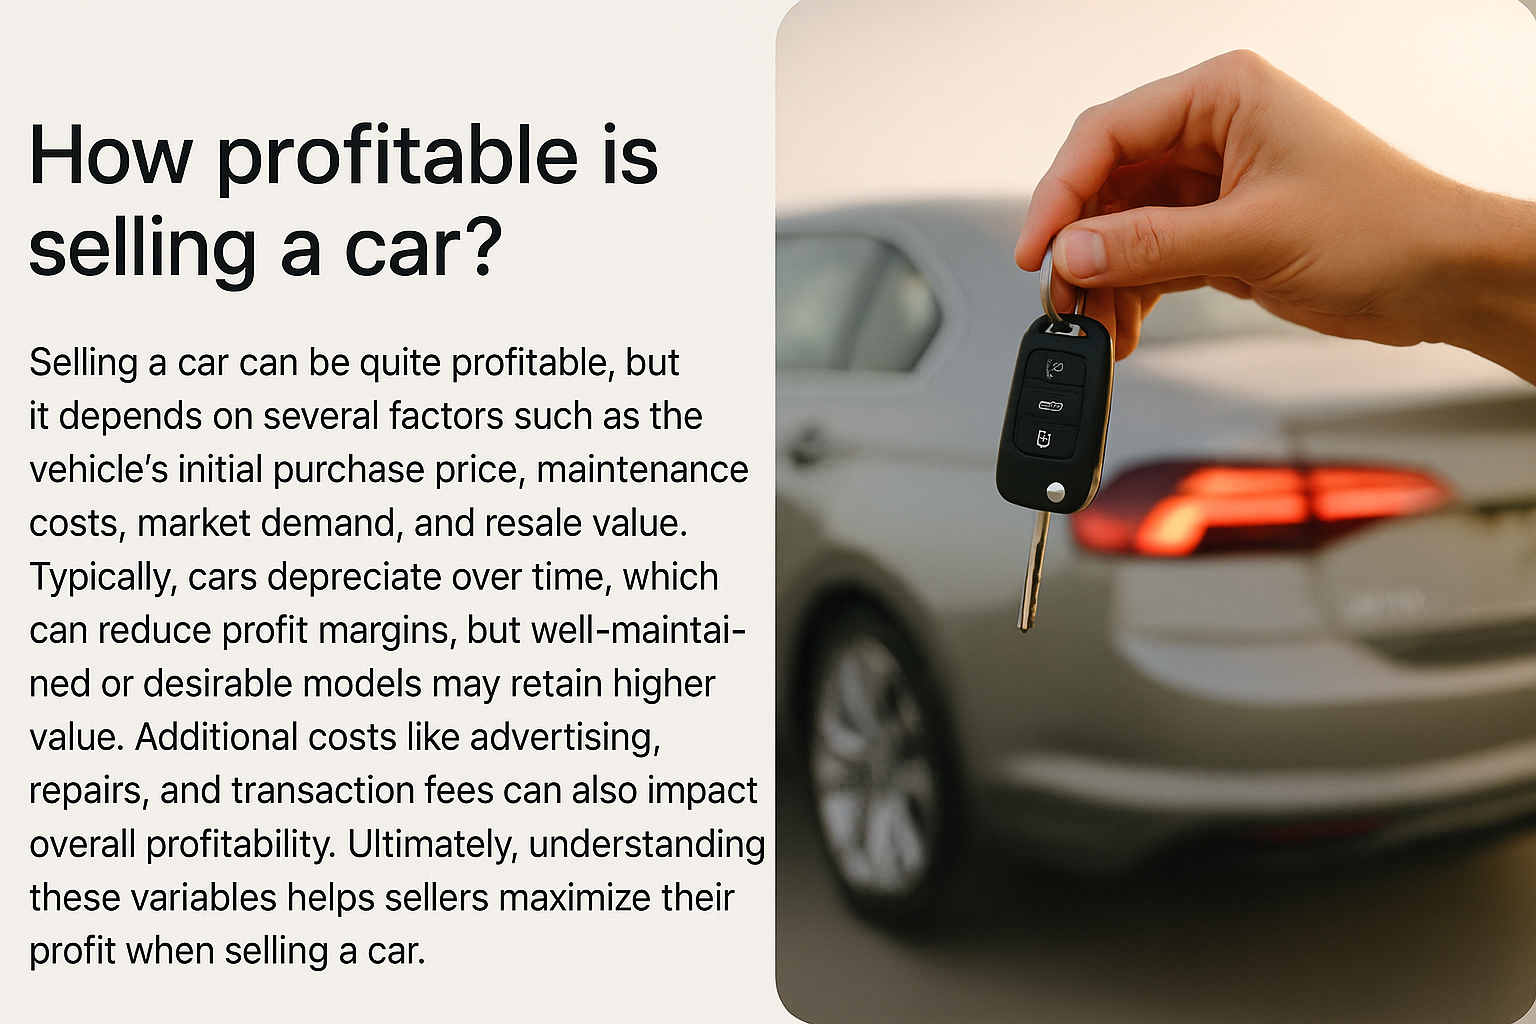 How profitable is
selling a car?
Selling a car can be quite profitable, but
it depends on several factors such as the
vehicle’s initial purchase price, maintenance
costs, market demand, and resale value.
Typically, cars depreciate over time, which
can reduce profit margins, but well-maintai-
ned or desirable models may retain higher
value. Additional costs like advertising,
repairs, and transaction fees can also impact
overall profitability. Ultimately, understanding
these variables helps sellers maximize their
profit when selling a car.